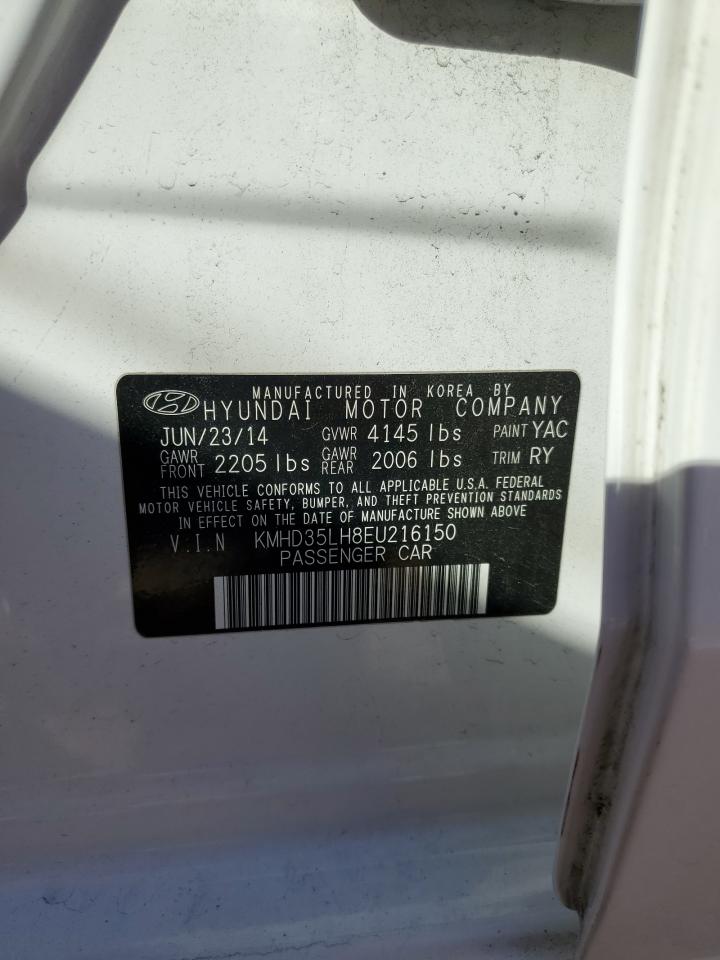 MANUFACTURED IN KOREA BY
HYUNDAI MOTOR COMPANY
JUN/23/14 GVWR 4145 lbs PAINT YAC
GAWR FRONT 2205 lbs GAWR REAR 2006 lbs TRIM RY
THIS VEHICLE CONFORMS TO ALL APPLICABLE U.S.A. FEDERAL
MOTOR VEHICLE SAFETY, BUMPER, AND THEFT PREVENTION STANDARDS
IN EFFECT ON THE DATE OF MANUFACTURE SHOWN ABOVE
V.I.N KMHD35LH8EU216150
PASSENGER CAR